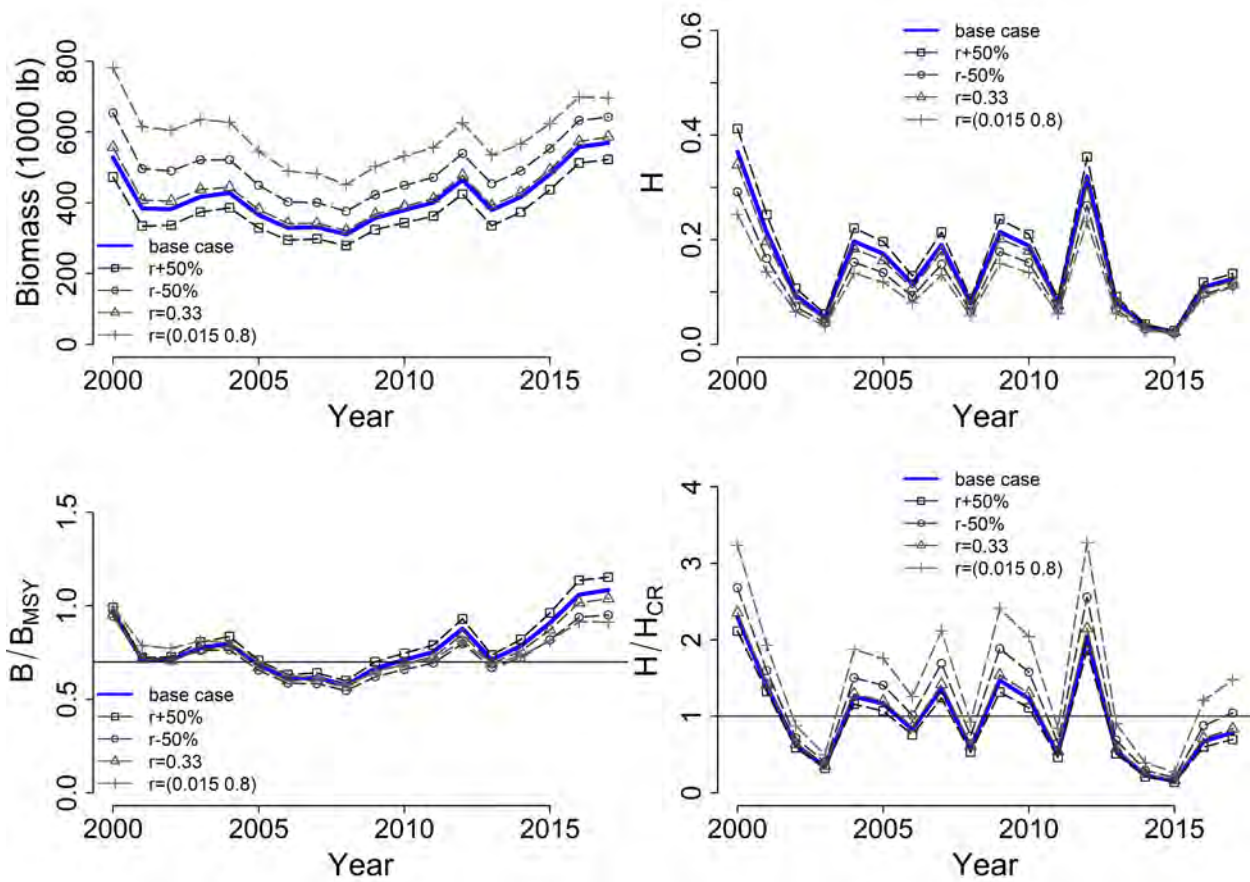 Biomass (1000 lb)
800
600
400
200
0
base case
r+50%
r-50%
r=0.33
r=(0.015 0.8)
2000
2005
2010
2015
Year
H
0.6
0.4
0.2
0.0
base case
r+50%
r-50%
r=0.33
r=(0.015 0.8)
2000
2005
2010
2015
Year
B/BMSY
1.5
1.0
0.5
0.0
base case
r+50%
r-50%
r=0.33
r=(0.015 0.8)
2000
2005
2010
2015
Year
H/HCR
4
3
2
1
0
base case
r+50%
r-50%
r=0.33
r=(0.015 0.8)
2000
2005
2010
2015
Year